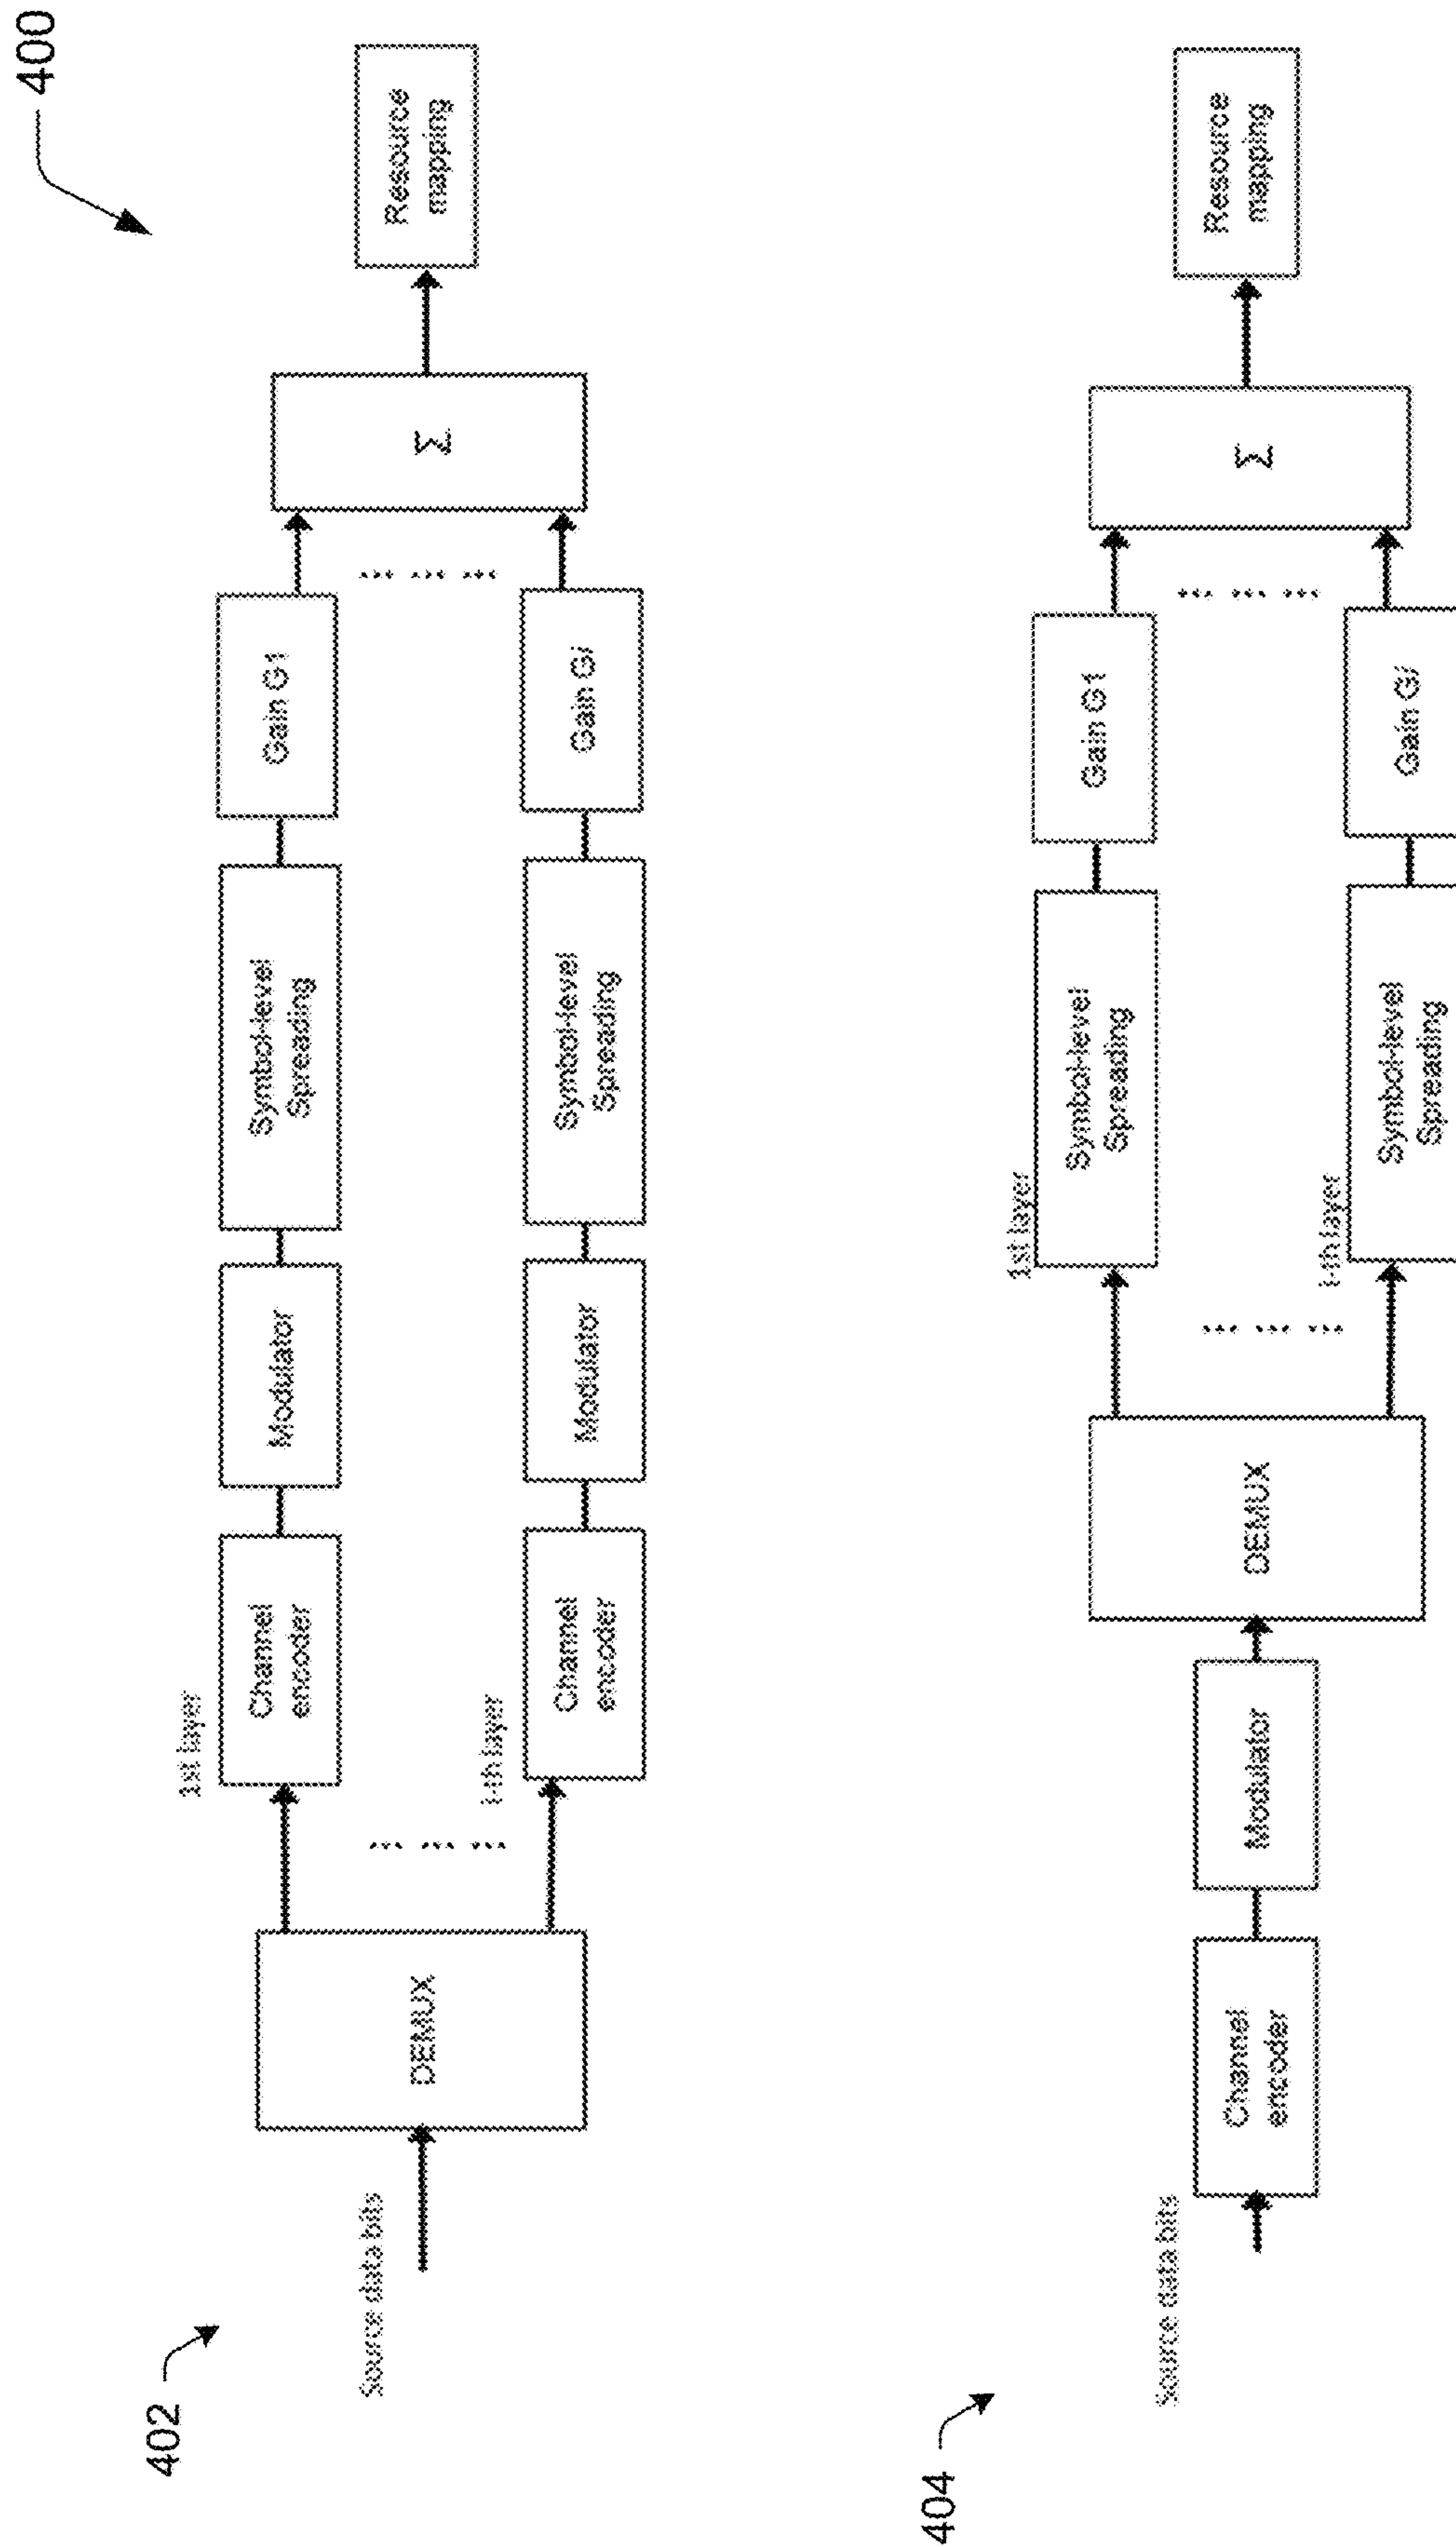 400
402
Source data bits
DEMUX
1st layer
Channel
encoder
Modulator
Symbol-level
Spreading
Gain G1
i-th layer
Channel
encoder
Modulator
Symbol-level
Spreading
Gain Gi
Σ
Resource
mapping
404
Source data bits
Channel
encoder
Modulator
DEMUX
1st layer
Symbol-level
Spreading
Gain G1
i-th layer
Symbol-level
Spreading
Gain Gi
Σ
Resource
mapping